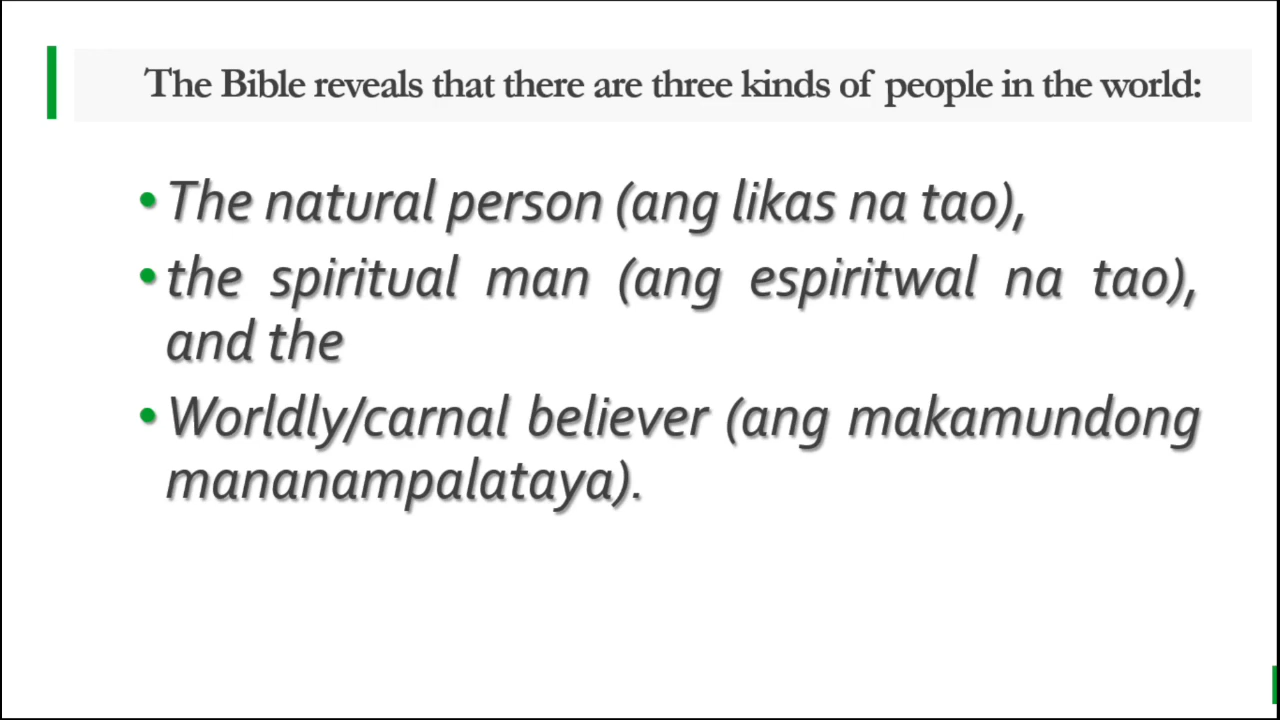 The Bible reveals that there are three kinds of people in the world:
• The natural person (ang likas na tao),
• the spiritual man (ang espiritwal na tao),
and the
• Worldly/carnal believer (ang makamundong
mananampalataya).